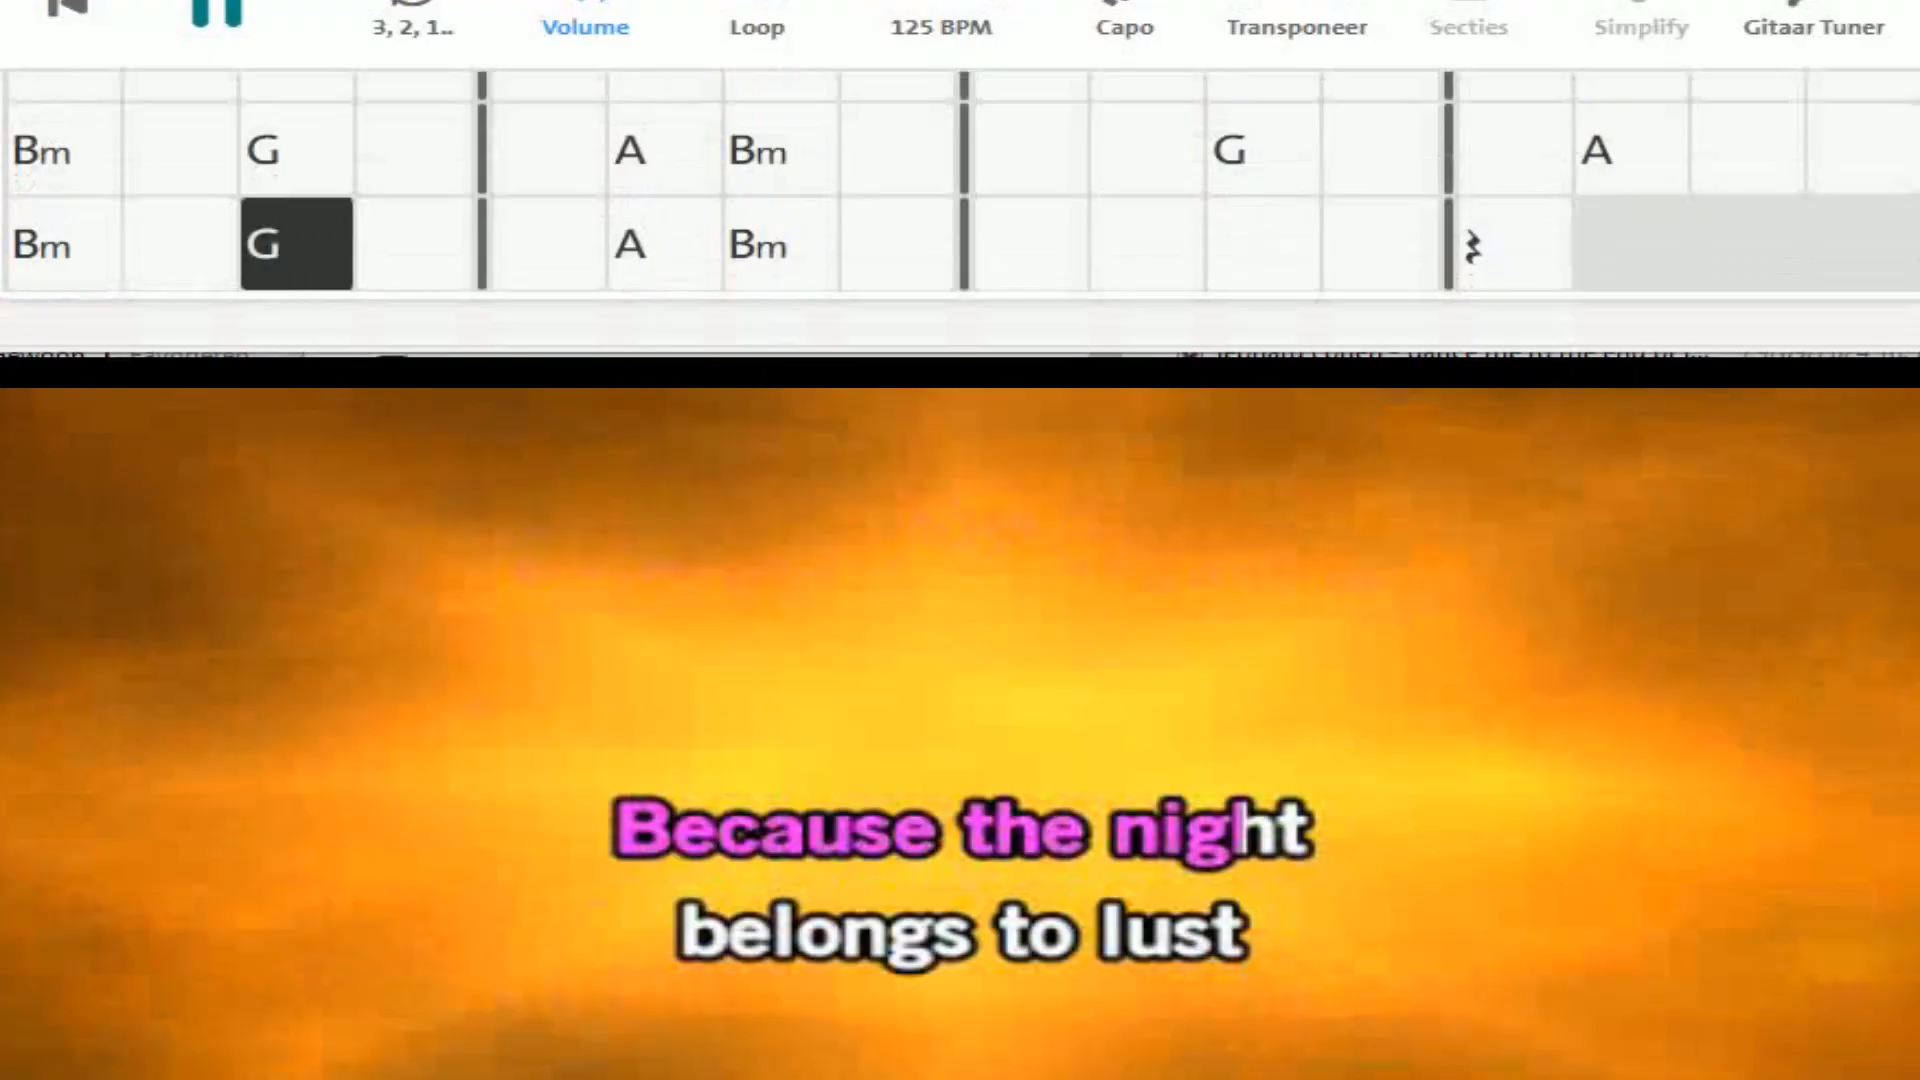 3, 2, 1.. Volume Loop 125 BPM Capo Transponeer Secties Simplify Gitaar Tuner
Bm G A Bm G A
Bm G A Bm
Because the night
belongs to lust